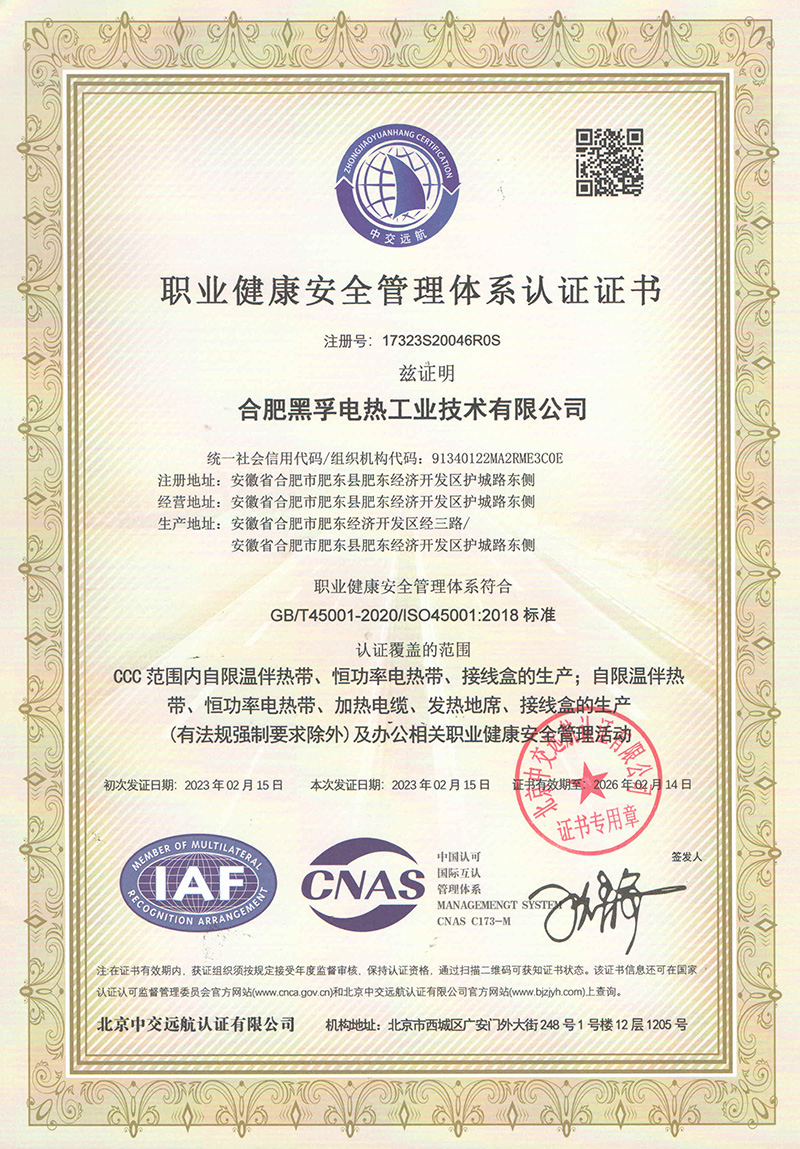 ZHONGJIAOYUANHANG CERTIFICATION
中交远航
职业健康安全管理体系认证证书
注册号：17323S20046R0S
兹证明
合肥黑孚电热工业技术有限公司
统一社会信用代码/组织机构代码：91340122MA2RME3C0E
注册地址：安徽省合肥市肥东县肥东经济开发区护城路东侧
经营地址：安徽省合肥市肥东县肥东经济开发区护城路东侧
生产地址：安徽省合肥市肥东经济开发区经三路/
安徽省合肥市肥东县肥东经济开发区护城路东侧
职业健康安全管理体系符合
GB/T45001-2020/ISO45001:2018 标准
认证覆盖的范围
CCC 范围内自限温伴热带、恒功率电热带、接线盒的生产；自限温伴热
带、恒功率电热带、加热电缆、发热地席、接线盒的生产
(有法规强制要求除外)及办公相关职业健康安全管理活动
初次发证日期：2023 年 02 月 15 日 本次发证日期：2023 年 02 月 15 日 证书有效期至：2026 年 02 月 14 日
北京中交远航认证有限公司
证书专用章
MEMBER OF MULTILATERAL
IAF
RECOGNITION ARRANGEMENT
CNAS
中国认可
国际互认
管理体系
MANAGEMENGT SYSTEM
CNAS C173-M
签发人
注:在证书有效期内，获证组织须按规定接受年度监督审核，保持认证资格，通过扫描二维码可获知证书状态。该证书信息还可在国家
认证认可监督管理委员会官方网站(www.cnca.gov.cn)和北京中交远航认证有限公司官方网站(www.bjzjyh.com)上查询。
北京中交远航认证有限公司 机构地址：北京市西城区广安门外大街 248 号 1 号楼 12 层 1205 号